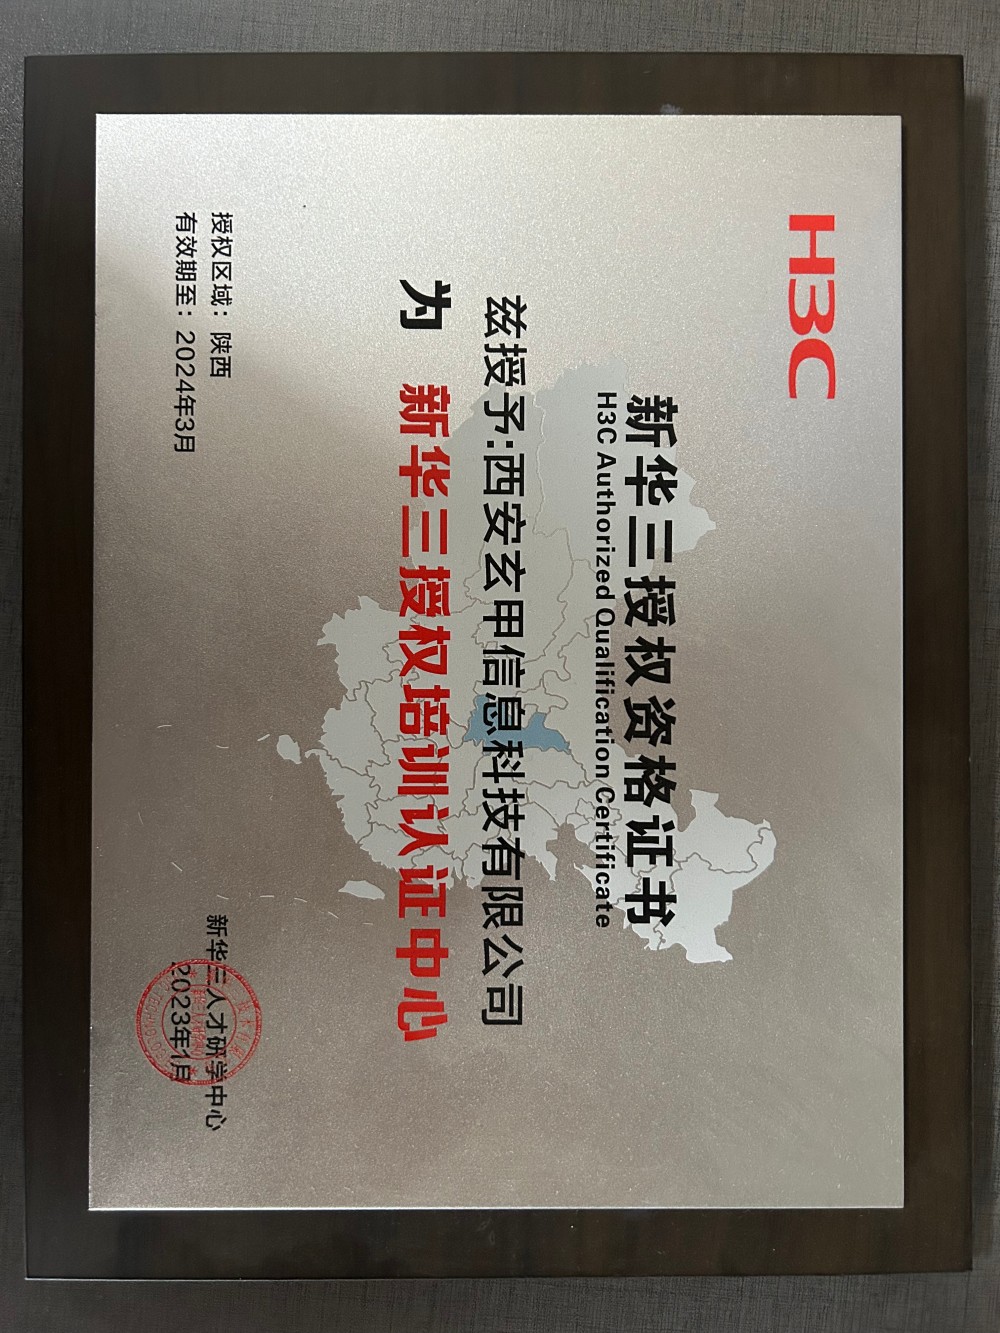 H3C
新华三授权资格证书
H3C Authorized Qualification Certificate
兹授予:西安玄甲信息科技有限公司
为 新华三授权培训认证中心
授权区域：陕西
有效期至：2024年3月
新华三人才研学中心
2023年1月